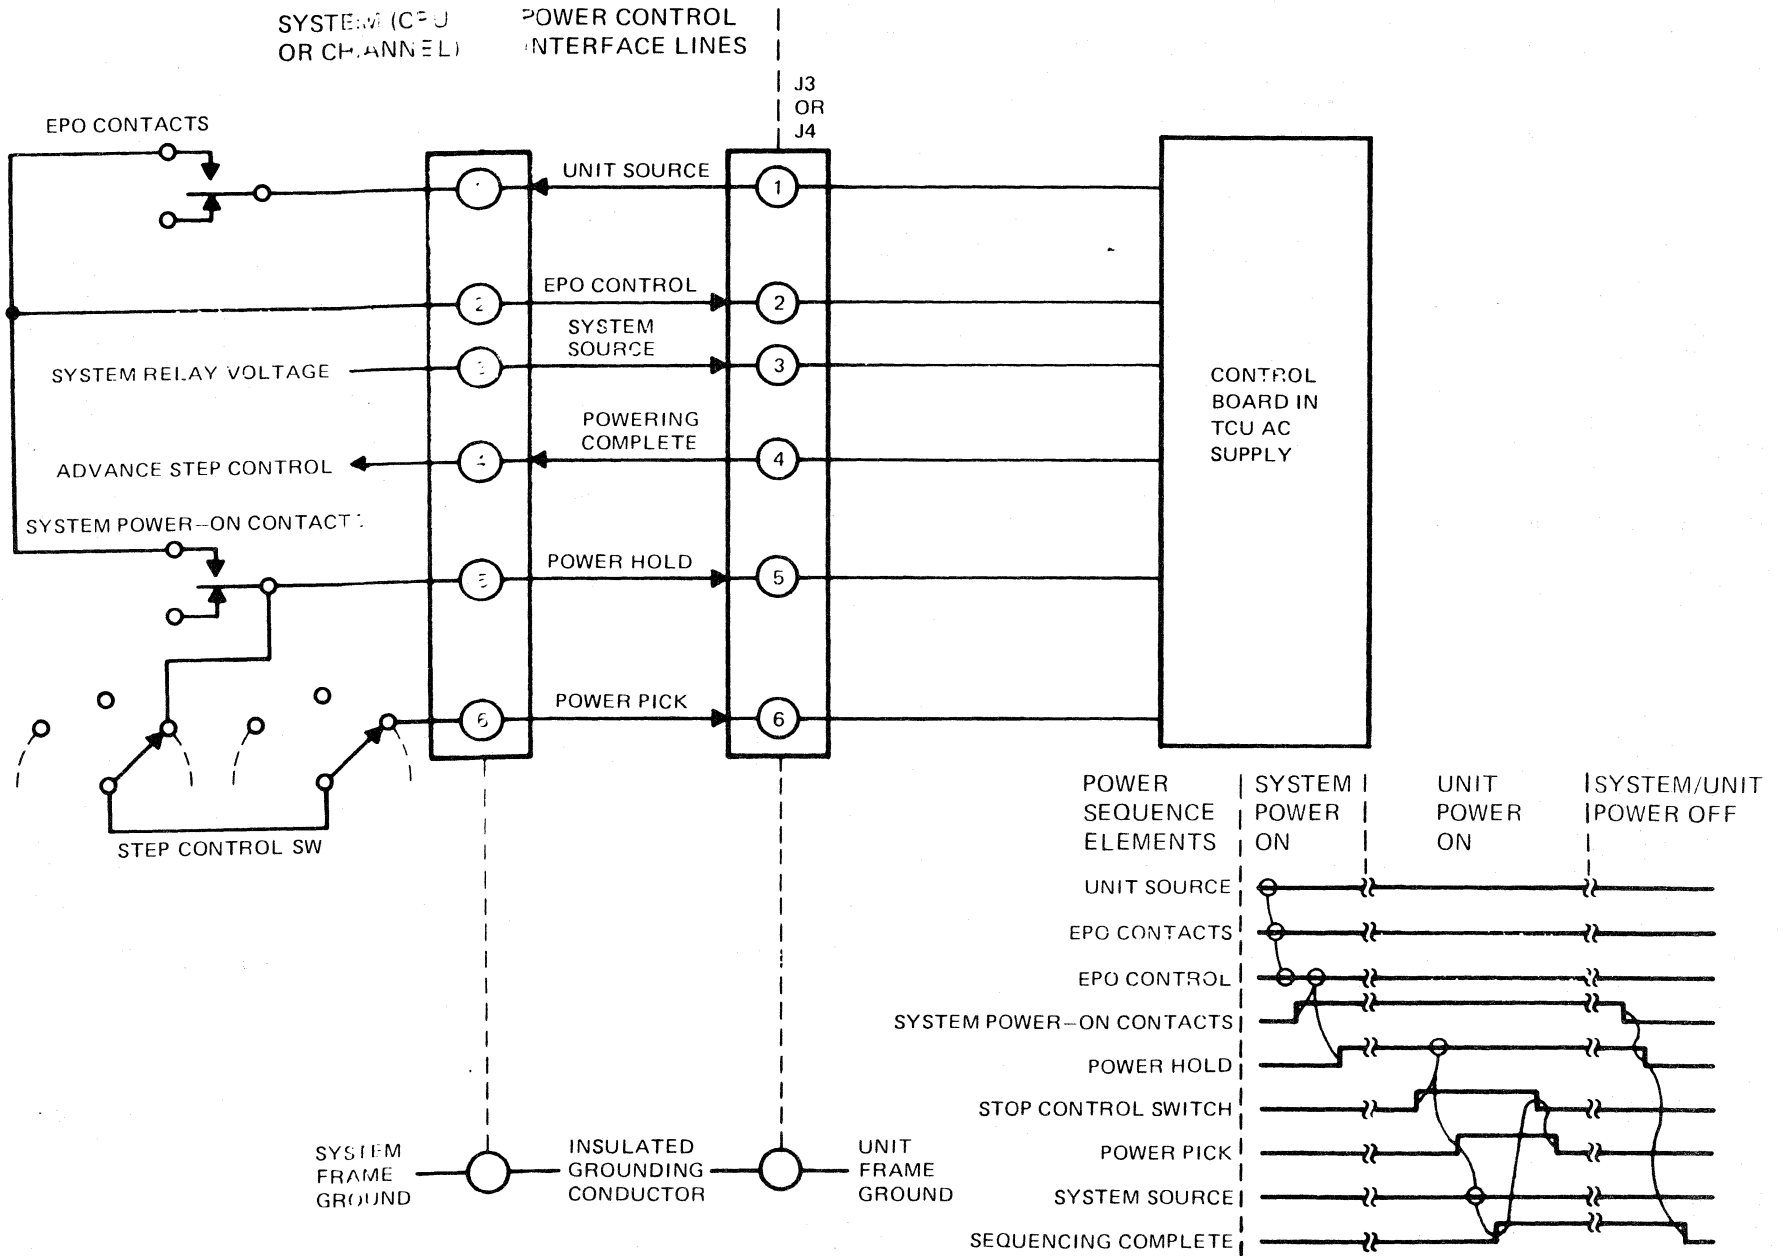 SYSTEM (CPU
OR CHANNEL)
POWER CONTROL
INTERFACE LINES
J3
OR
J4
EPO CONTACTS
1
UNIT SOURCE
1
2
EPO CONTROL
2
SYSTEM
SOURCE
SYSTEM RELAY VOLTAGE
3
3
POWERING
COMPLETE
ADVANCE STEP CONTROL
4
4
CONTROL
BOARD IN
TCU AC
SUPPLY
SYSTEM POWER-ON CONTACT
5
POWER HOLD
5
6
POWER PICK
6
STEP CONTROL SW
SYSTEM
FRAME
GROUND
INSULATED
GROUNDING
CONDUCTOR
UNIT
FRAME
GROUND
POWER
SEQUENCE
ELEMENTS
SYSTEM
POWER
ON
UNIT
POWER
ON
SYSTEM/UNIT
POWER OFF
UNIT SOURCE
EPO CONTACTS
EPO CONTROL
SYSTEM POWER-ON CONTACTS
POWER HOLD
STOP CONTROL SWITCH
POWER PICK
SYSTEM SOURCE
SEQUENCING COMPLETE